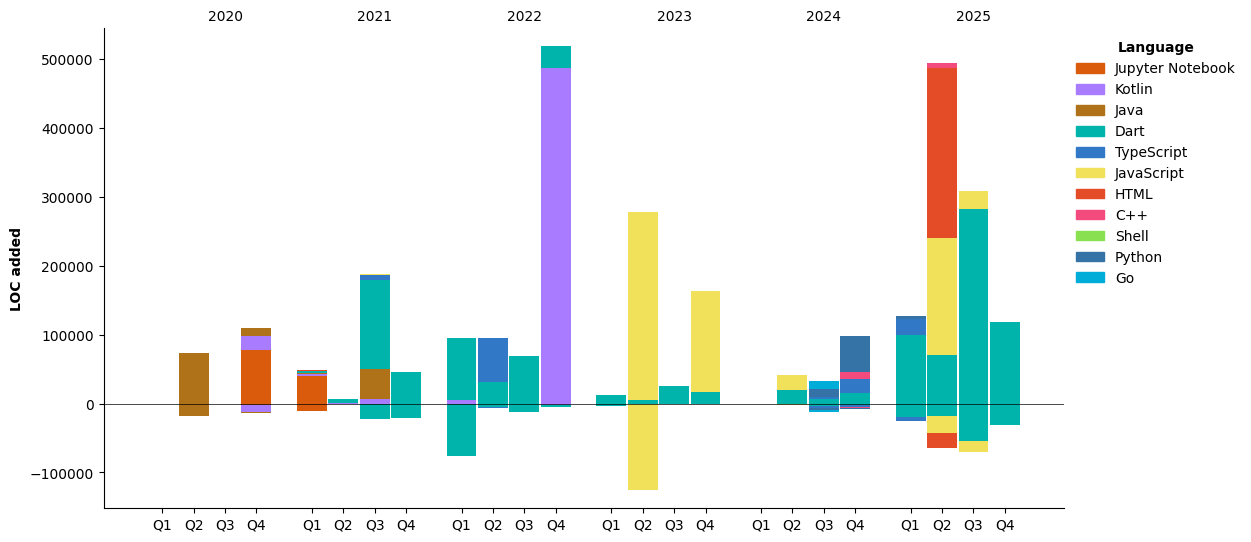 2020 2021 2022 2023 2024 2025
Language
Jupyter Notebook
Kotlin
Java
Dart
TypeScript
JavaScript
HTML
C++
Shell
Python
Go
LOC added
500000
400000
300000
200000
100000
0
−100000
Q1 Q2 Q3 Q4 Q1 Q2 Q3 Q4 Q1 Q2 Q3 Q4 Q1 Q2 Q3 Q4 Q1 Q2 Q3 Q4 Q1 Q2 Q3 Q4